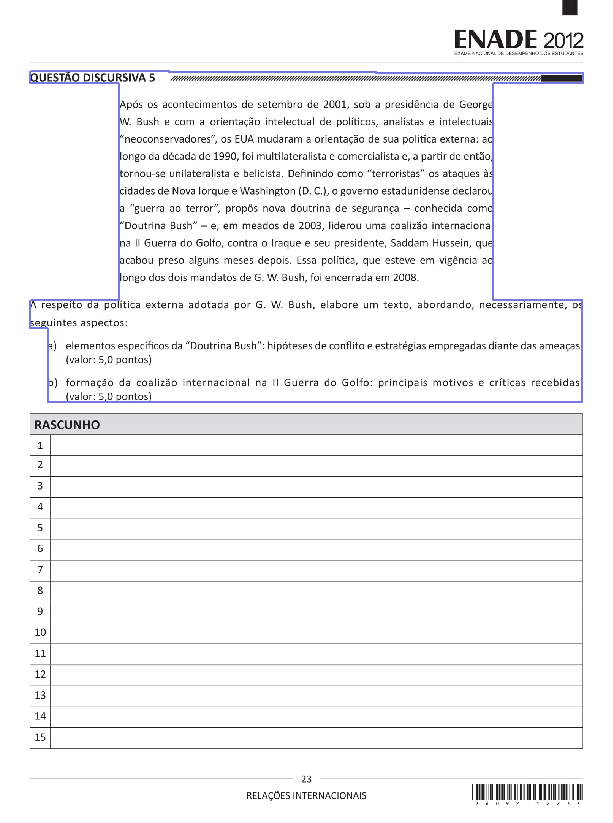 ENADE 2012
EXAME NACIONAL DE DESEMPENHO DOS ESTUDANTES
QUESTÃO DISCURSIVA 5
Após os acontecimentos de setembro de 2001, sob a presidência de George
W. Bush e com a orientação intelectual de políticos, analistas e intelectuais
“neoconservadores”, os EUA mudaram a orientação de sua política externa: ao
longo da década de 1990, foi multilateralista e comercialista e, a partir de então,
tornou-se unilateralista e belicista. Definindo como “terroristas” os ataques às
cidades de Nova Iorque e Washington (D. C.), o governo estadunidense declarou
a “guerra ao terror”, propôs nova doutrina de segurança – conhecida como
“Doutrina Bush” – e, em meados de 2003, liderou uma coalizão internacional
na II Guerra do Golfo, contra o Iraque e seu presidente, Saddam Hussein, que
acabou preso alguns meses depois. Essa política, que esteve em vigência ao
longo dos dois mandatos de G. W. Bush, foi encerrada em 2008.
A respeito da política externa adotada por G. W. Bush, elabore um texto, abordando, necessariamente, os
seguintes aspectos:
a) elementos específicos da “Doutrina Bush”: hipóteses de conflito e estratégias empregadas diante das ameaças
(valor: 5,0 pontos)
b) formação da coalizão internacional na II Guerra do Golfo: principais motivos e críticas recebidas
(valor: 5,0 pontos)
RASCUNHO
1
2
3
4
5
6
7
8
9
10
11
12
13
14
15
23
RELAÇÕES INTERNACIONAIS